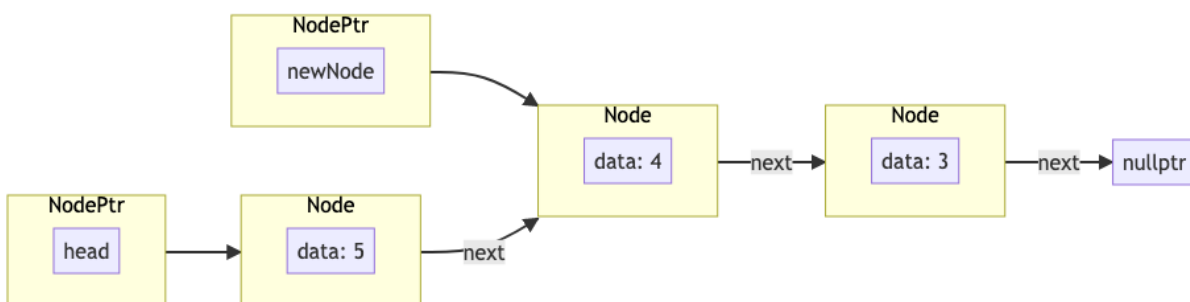 NodePtr
newNode
Node
data: 4
next
Node
data: 3
next
nullptr
NodePtr
head
Node
data: 5
next